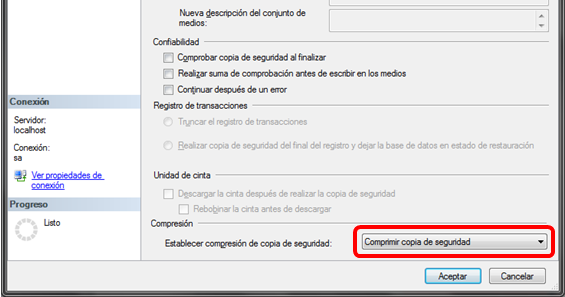 Nueva descripción del conjunto de
medios:
Confiabilidad
Comprobar copia de seguridad al finalizar
Realizar suma de comprobación antes de escribir en los medios
Continuar después de un error
Conexión
Servidor:
localhost
Conexión:
sa
Ver propiedades de
conexión
Registro de transacciones
Truncar el registro de transacciones
Realizar copia de seguridad del final del registro y dejar la base de datos en estado de restauración
Unidad de cinta
Descargar la cinta después de realizar la copia de seguridad
Rebobinar la cinta antes de descargar
Progreso
Listo
Compresión
Establecer compresión de copia de seguridad: Comprimir copia de seguridad
Aceptar Cancelar